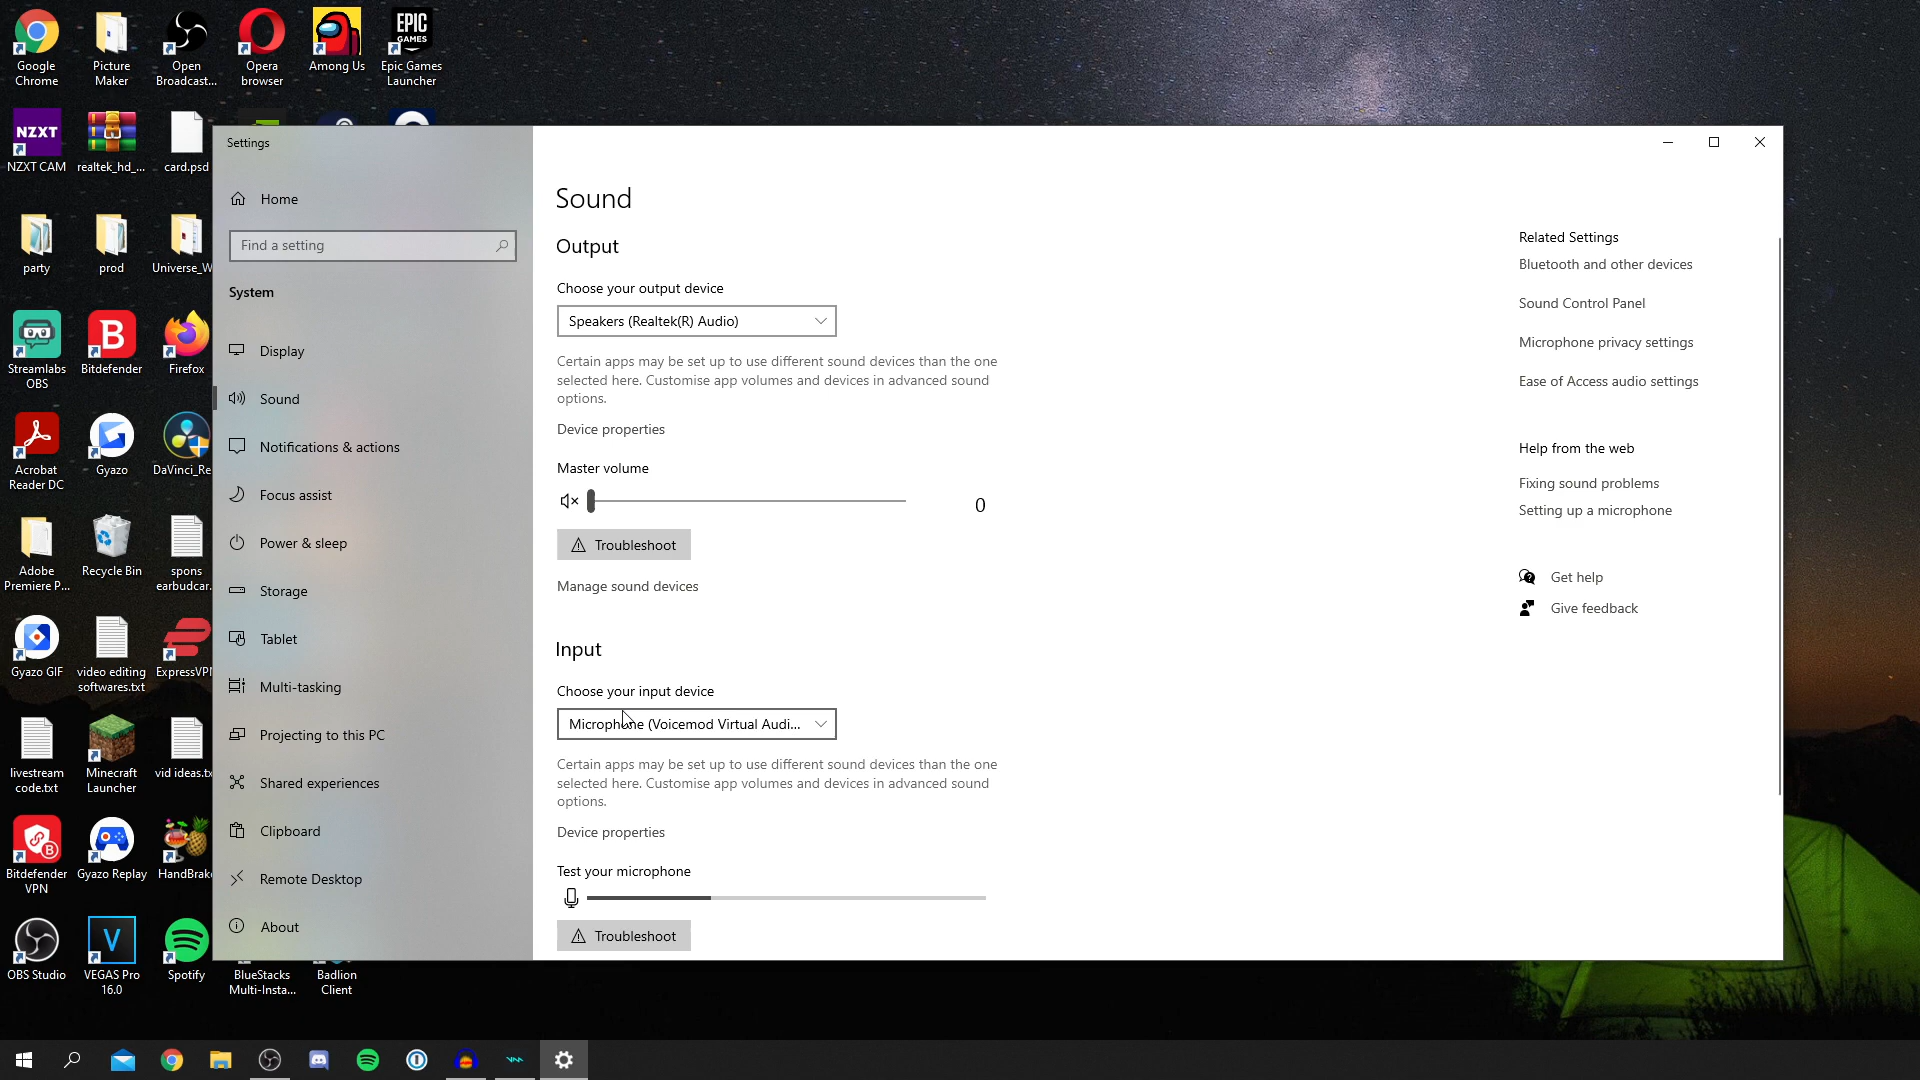 Google
Chrome
Picture
Maker
Open
Broadcast...
Opera
browser
Among Us
EPIC
GAMES
Epic Games
Launcher
NZXT
NZXT CAM
realtek_hd_...
card.psd
party
prod
Universe_W
Streamlabs
OBS
B
Bitdefender
Firefox
Acrobat
Reader DC
Gyazo
DaVinci_Re
Adobe
Premiere P...
Recycle Bin
spons
earbudcar.
Gyazo GIF
video editing
softwares.txt
ExpressVPN
livestream
code.txt
Minecraft
Launcher
vid ideas.tx
Bitdefender
VPN
Gyazo Replay
HandBrak
OBS Studio
V
VEGAS Pro
16.0
Spotify
BlueStacks
Multi-Insta...
Badlion
Client
Settings
Home
Find a setting
System
Display
Sound
Notifications & actions
Focus assist
Power & sleep
Storage
Tablet
Multi-tasking
Projecting to this PC
Shared experiences
Clipboard
Remote Desktop
About
Sound
Output
Choose your output device
Speakers (Realtek(R) Audio)
Certain apps may be set up to use different sound devices than the one
selected here. Customise app volumes and devices in advanced sound
options.
Device properties
Master volume
0
Troubleshoot
Manage sound devices
Input
Choose your input device
Microphone (Voicemod Virtual Audi...
Certain apps may be set up to use different sound devices than the one
selected here. Customise app volumes and devices in advanced sound
options.
Device properties
Test your microphone
Troubleshoot
Related Settings
Bluetooth and other devices
Sound Control Panel
Microphone privacy settings
Ease of Access audio settings
Help from the web
Fixing sound problems
Setting up a microphone
Get help
Give feedback